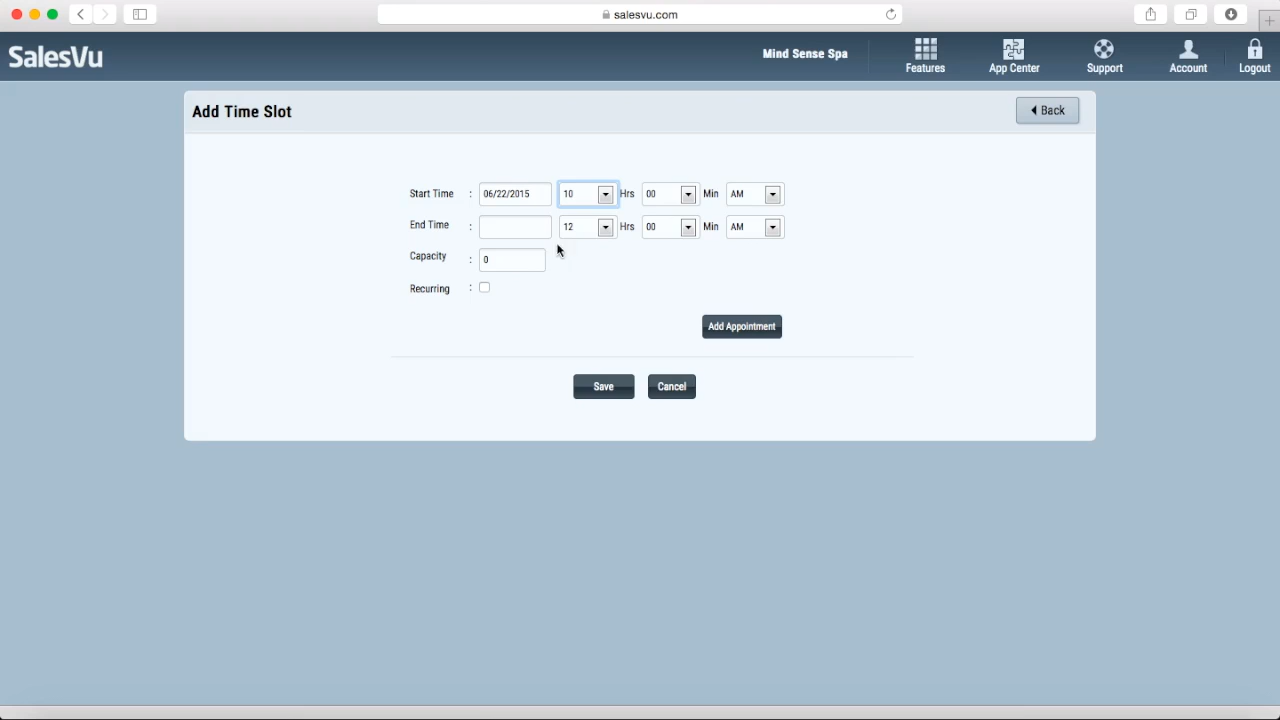 salesvu.com
SalesVu
Mind Sense Spa
Features
App Center
Support
Account
Logout
Add Time Slot
Back
Start Time : 06/22/2015 10 Hrs 00 Min AM
End Time : 12 Hrs 00 Min AM
Capacity : 0
Recurring :
Add Appointment
Save
Cancel